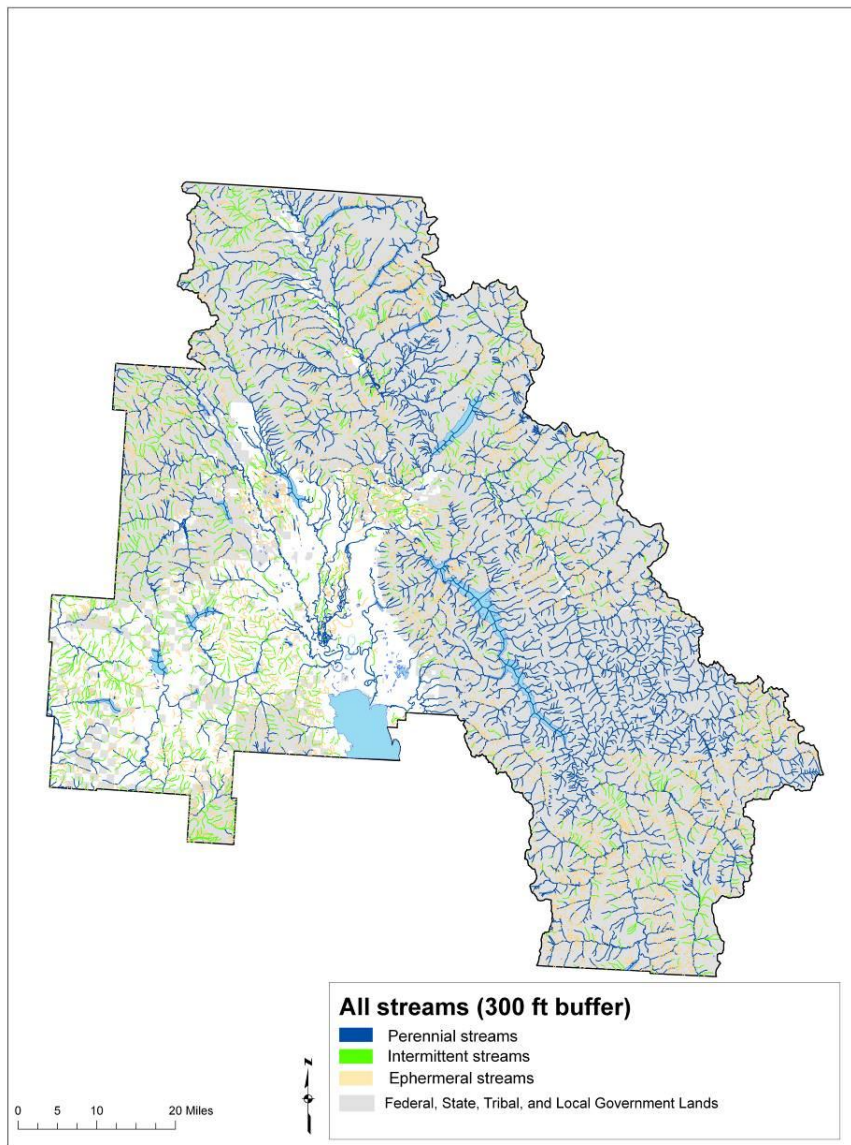 All streams (300 ft buffer)
Perennial streams
Intermittent streams
Ephermeral streams
Federal, State, Tribal, and Local Government Lands
N
0 5 10 20 Miles